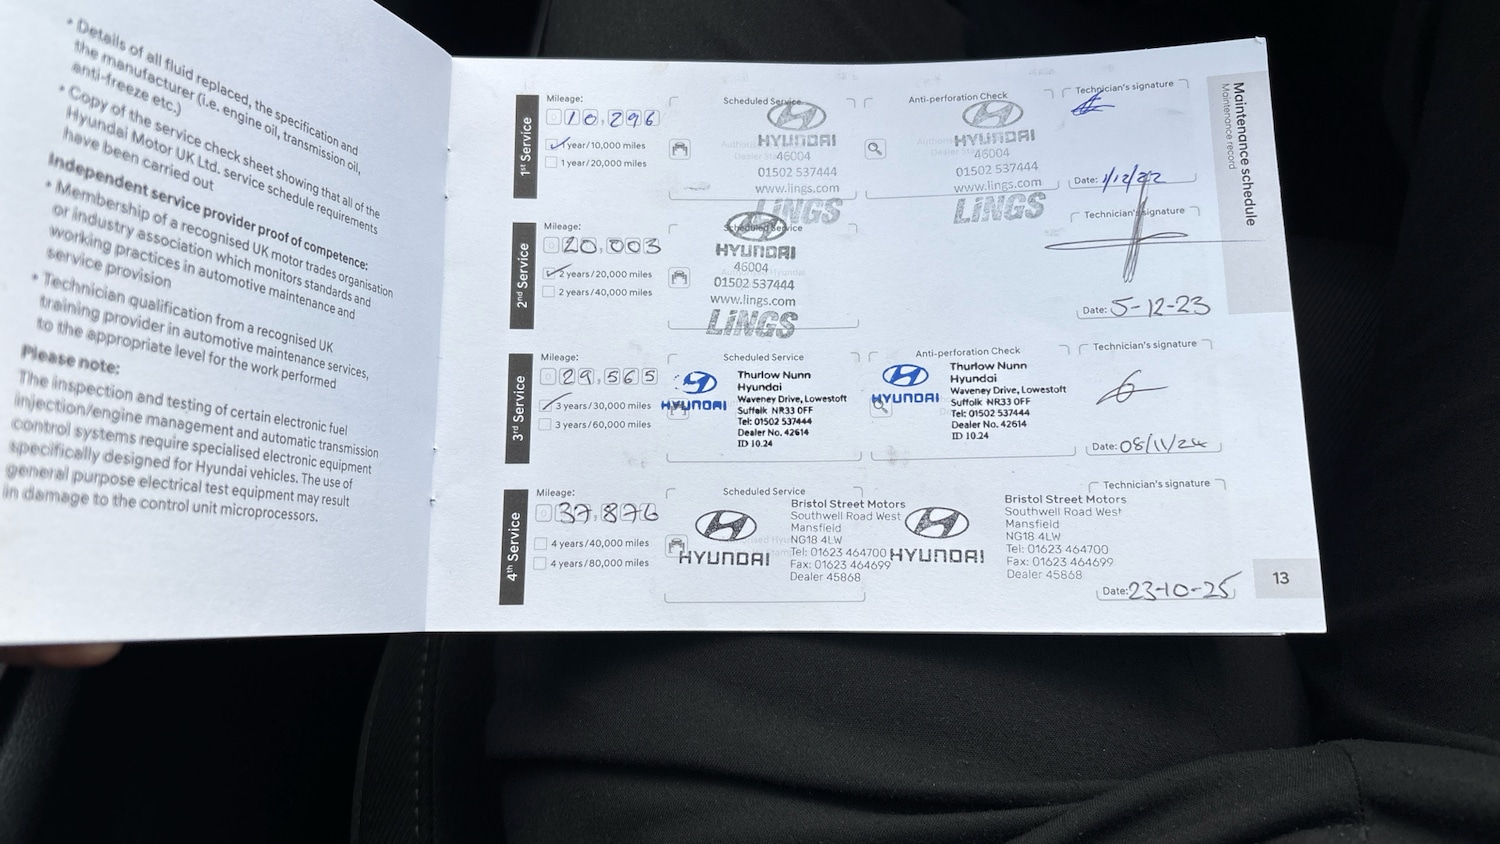 • Details of all fluid replaced, the specification and
the manufacturer (i.e. engine oil, transmission oil,
anti-freeze etc.)
• Copy of the service check sheet showing that all of the
Hyundai Motor UK Ltd. service schedule requirements
have been carried out
Independent service provider proof of competence:
• Membership of a recognised UK motor trades organisation
or industry association which monitors standards and
working practices in automotive maintenance and
service provision
• Technician qualification from a recognised UK
training provider in automotive maintenance services,
to the appropriate level for the work performed
Please note:
The inspection and testing of certain electronic fuel
injection/engine management and automatic transmission
control systems require specialised electronic equipment
specifically designed for Hyundai vehicles. The use of
general purpose electrical test equipment may result
in damage to the control unit microprocessors.
Maintenance schedule
Maintenance record
1st Service
Mileage:
010,296
1 year/10,000 miles
1 year/20,000 miles
Scheduled Service
HYUNDAI
46004
01502 537444
www.lings.com
LINGS
Anti-perforation Check
HYUNDAI
46004
01502 537444
www.lings.com
LINGS
Technician's signature
Date: 1/12/22
2nd Service
Mileage:
020,003
2 years/20,000 miles
2 years/40,000 miles
Scheduled Service
HYUNDAI
46004
01502 537444
www.lings.com
LINGS
Technician's signature
Date: 5-12-23
3rd Service
Mileage:
029,565
3 years/30,000 miles
3 years/60,000 miles
Scheduled Service
HYUNDAI
Thurlow Nunn
Hyundai
Waveney Drive, Lowestoft
Suffolk NR33 0FF
Tel: 01502 537444
Dealer No. 42614
ID 10.24
Anti-perforation Check
HYUNDAI
Thurlow Nunn
Hyundai
Waveney Drive, Lowestoft
Suffolk NR33 0FF
Tel: 01502 537444
Dealer No. 42614
ID 10.24
Technician's signature
Date: 08/11/24
4th Service
Mileage:
037,876
4 years/40,000 miles
4 years/80,000 miles
Scheduled Service
HYUNDAI
Bristol Street Motors
Southwell Road West
Mansfield
NG18 4LW
Tel: 01623 464700
Fax: 01623 464699
Dealer 45868
HYUNDAI
Bristol Street Motors
Southwell Road West
Mansfield
NG18 4LW
Tel: 01623 464700
Fax: 01623 464699
Dealer 45868
Technician's signature
Date: 23-10-25
13